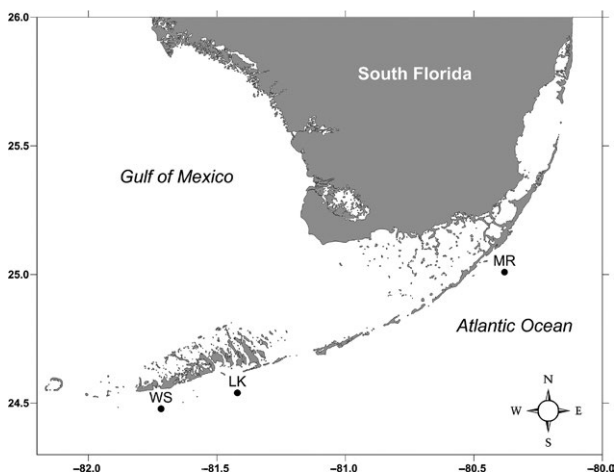 26.0
South Florida
25.5
Gulf of Mexico
MR
25.0
Atlantic Ocean
LK
WS
N
W E
S
24.5
−82.0 −81.5 −81.0 −80.5 −80.0